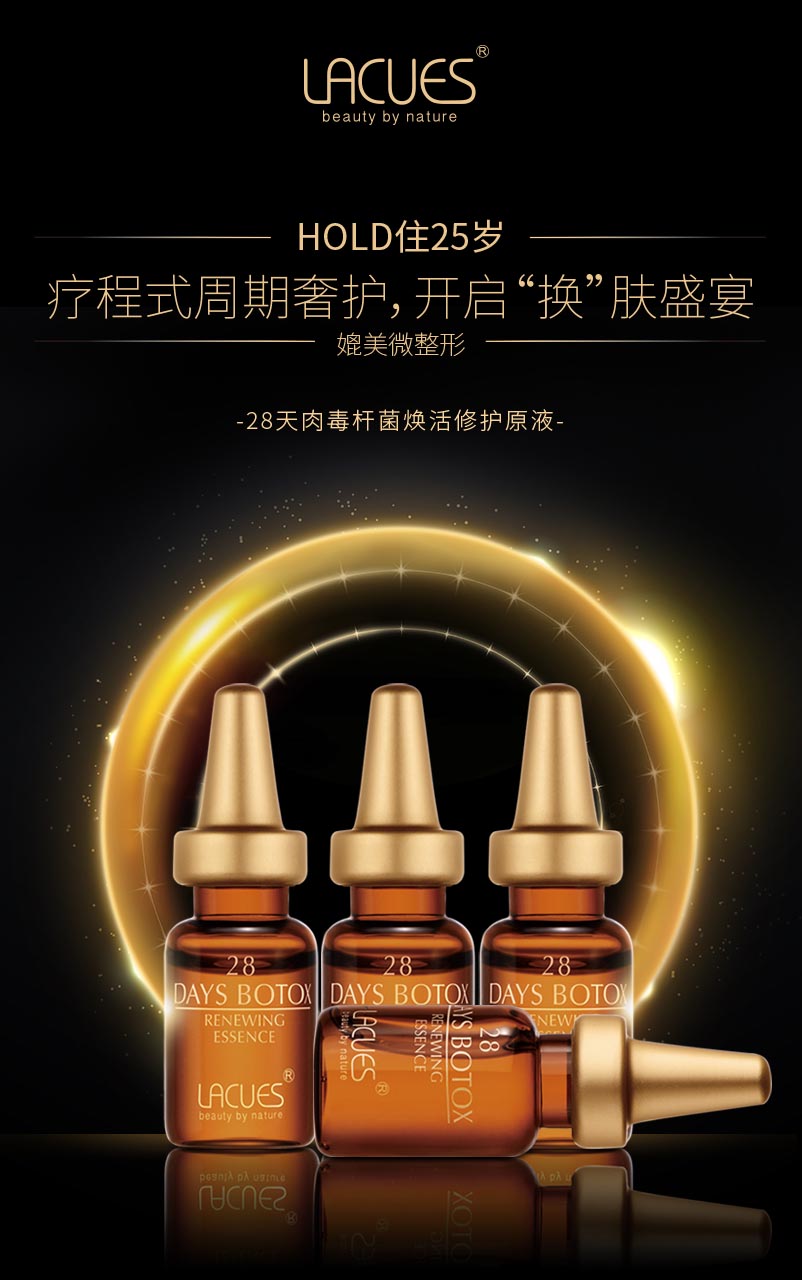 LACUES®
beauty by nature
HOLD住25岁
疗程式周期奢护，开启“换”肤盛宴
媲美微整形
-28天肉毒杆菌焕活修护原液-
28
DAYS BOTOX
RENEWING
ESSENCE
LACUES®
beauty by nature
28
DAYS BOTOX
28
DAYS BOTOX
28
DAYS BOTOX
RENEWING
ESSENCE
LACUES®
beauty by nature